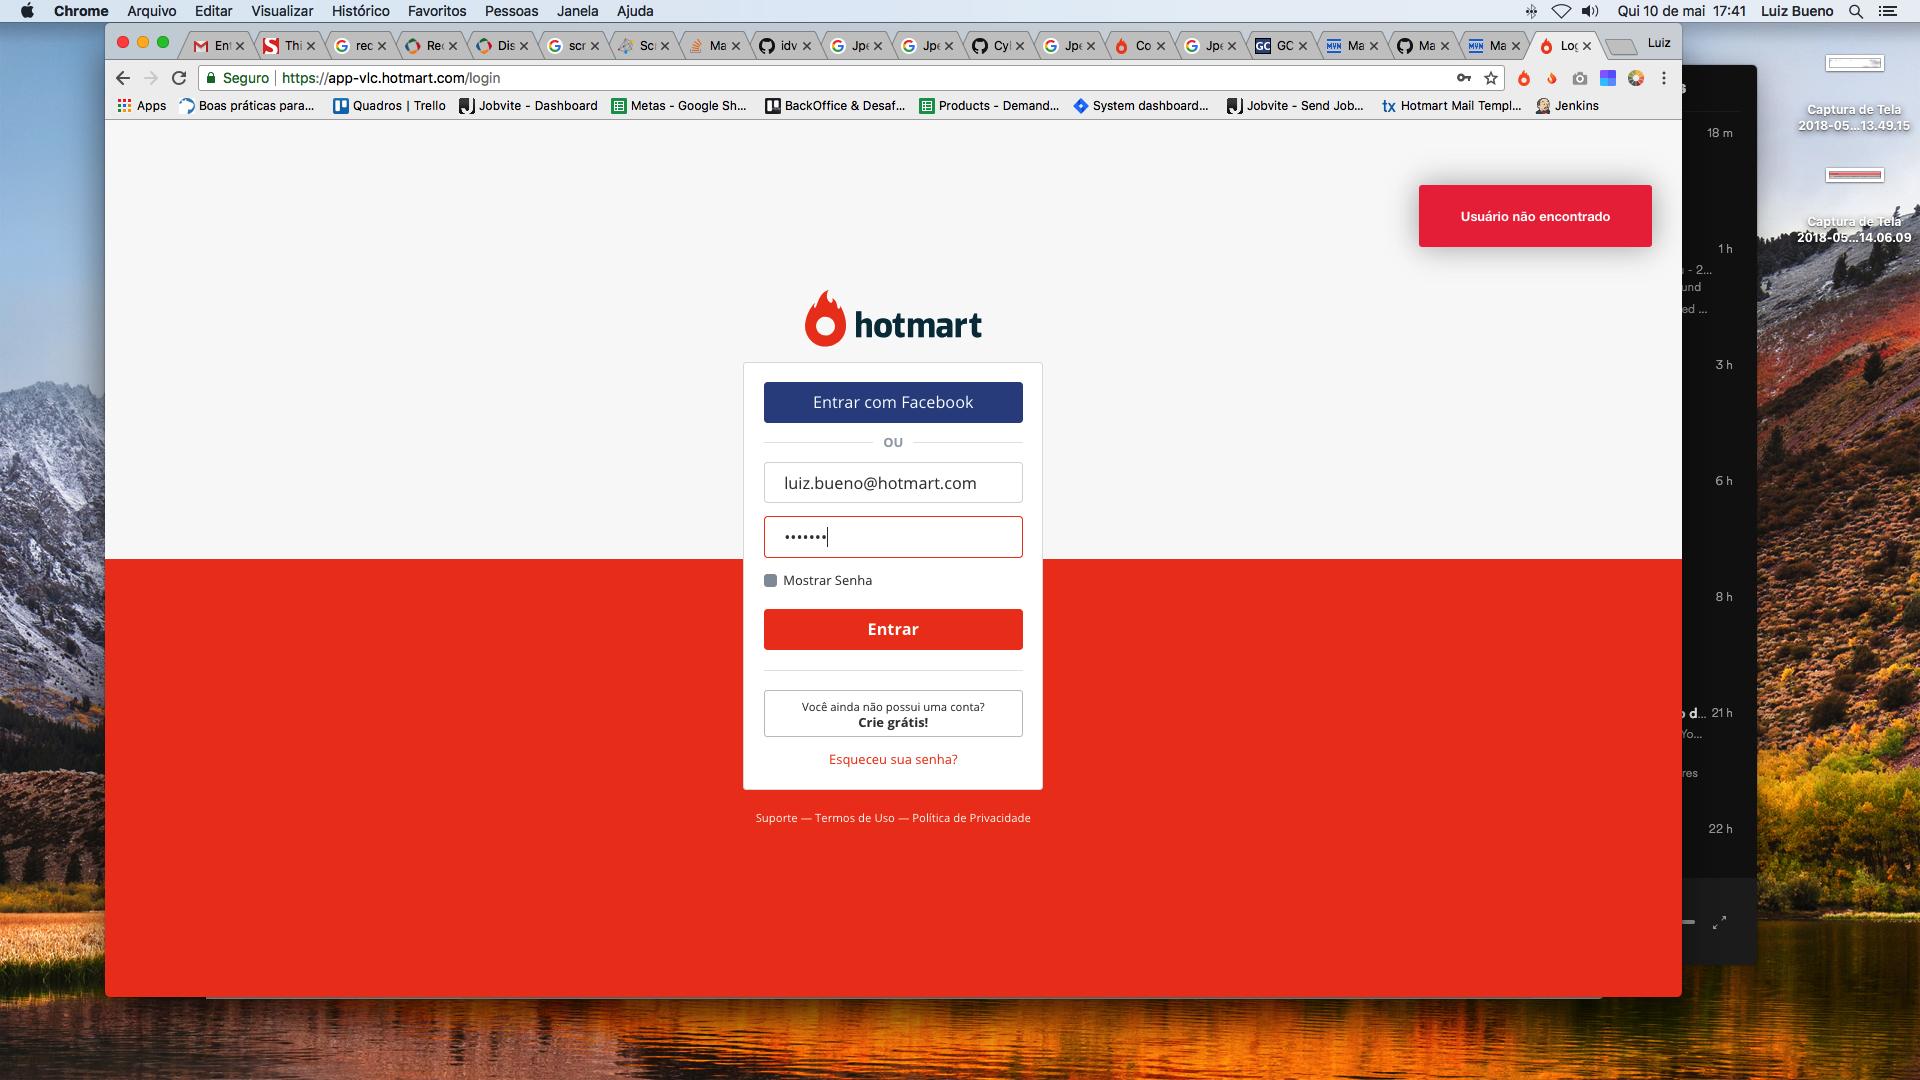 Chrome Arquivo Editar Visualizar Histórico Favoritos Pessoas Janela Ajuda Qui 10 de mai 17:41 Luiz Bueno
Ent Thi rec Rec Dis scr Scr Ma idv Jpe Jpe Cyl Jpe Co Jpe GC Ma Ma Ma Log Luiz
Seguro https://app-vlc.hotmart.com/login
Apps Boas práticas para... Quadros | Trello Jobvite - Dashboard Metas - Google Sh... BackOffice & Desaf... Products - Demand... System dashboard... Jobvite - Send Job... tx Hotmart Mail Templ... Jenkins
Captura de Tela
2018-05...13.49.15
s
18 m
Captura de Tela
2018-05...14.06.09
Usuário não encontrado
1 h
- 2...
und
ed ...
hotmart
3 h
Entrar com Facebook
OU
luiz.bueno@hotmart.com
6 h
•••••••
Mostrar Senha
8 h
Entrar
Você ainda não possui uma conta?
Crie grátis!
o d... 21 h
Yo...
Esqueceu sua senha?
res
Suporte — Termos de Uso — Política de Privacidade
22 h